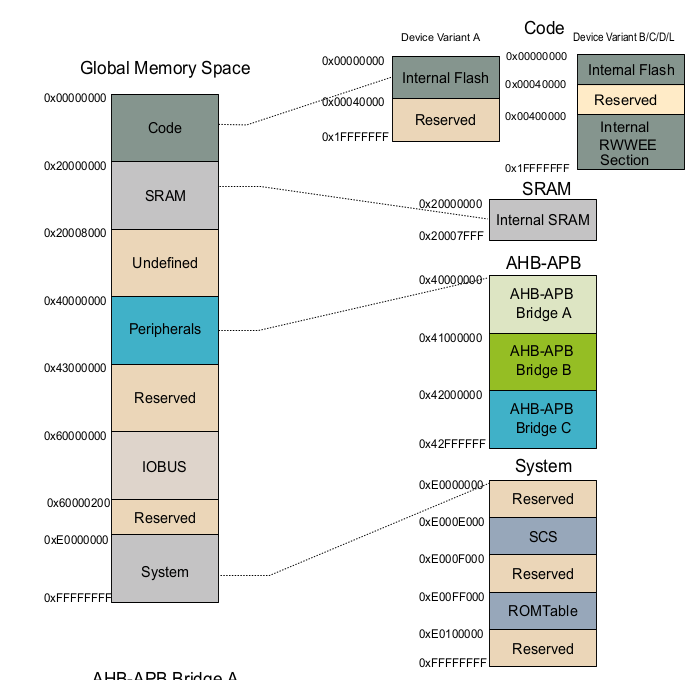 Code
Device Variant A
Device Variant B/C/D/L
Global Memory Space
0x00000000
Code
0x20000000
SRAM
0x20008000
Undefined
0x40000000
Peripherals
0x43000000
Reserved
0x60000000
IOBUS
0x60000200
Reserved
0xE0000000
System
0xFFFFFFFF
0x00000000
Internal Flash
0x00040000
Reserved
0x1FFFFFFF
0x00000000
Internal Flash
0x00040000
Reserved
0x00400000
Internal
RWWEE
Section
0x1FFFFFFF
SRAM
0x20000000
Internal SRAM
0x20007FFF
AHB-APB
0x40000000
AHB-APB
Bridge A
0x41000000
AHB-APB
Bridge B
0x42000000
AHB-APB
Bridge C
0x42FFFFFF
System
0xE0000000
Reserved
0xE000E000
SCS
0xE000F000
Reserved
0xE00FF000
ROMTable
0xE0100000
Reserved
0xFFFFFFFF
AHB-APB Bridge A